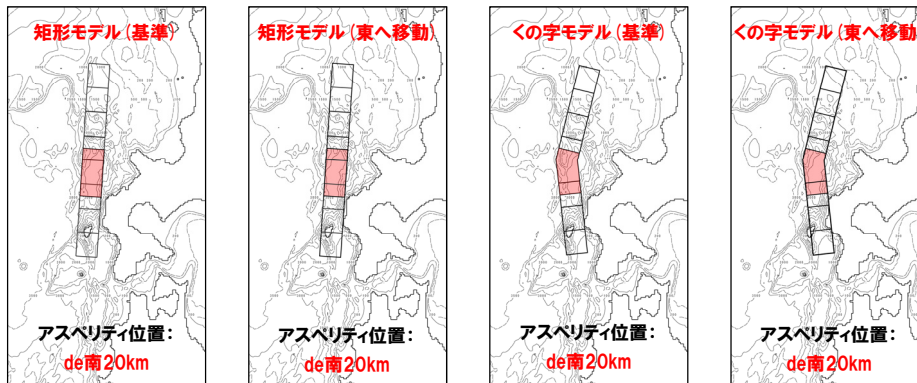 矩形モデル(基準)
アスペリティ位置：
de南20km
矩形モデル(東へ移動)
アスペリティ位置：
de南20km
くの字モデル(基準)
アスペリティ位置：
de南20km
くの字モデル(東へ移動)
アスペリティ位置：
de南20km